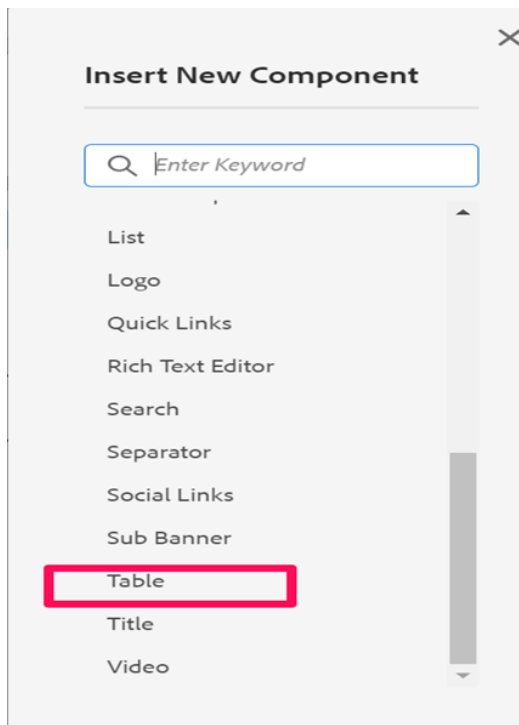 Insert New Component
Enter Keyword
List
Logo
Quick Links
Rich Text Editor
Search
Separator
Social Links
Sub Banner
Table
Title
Video